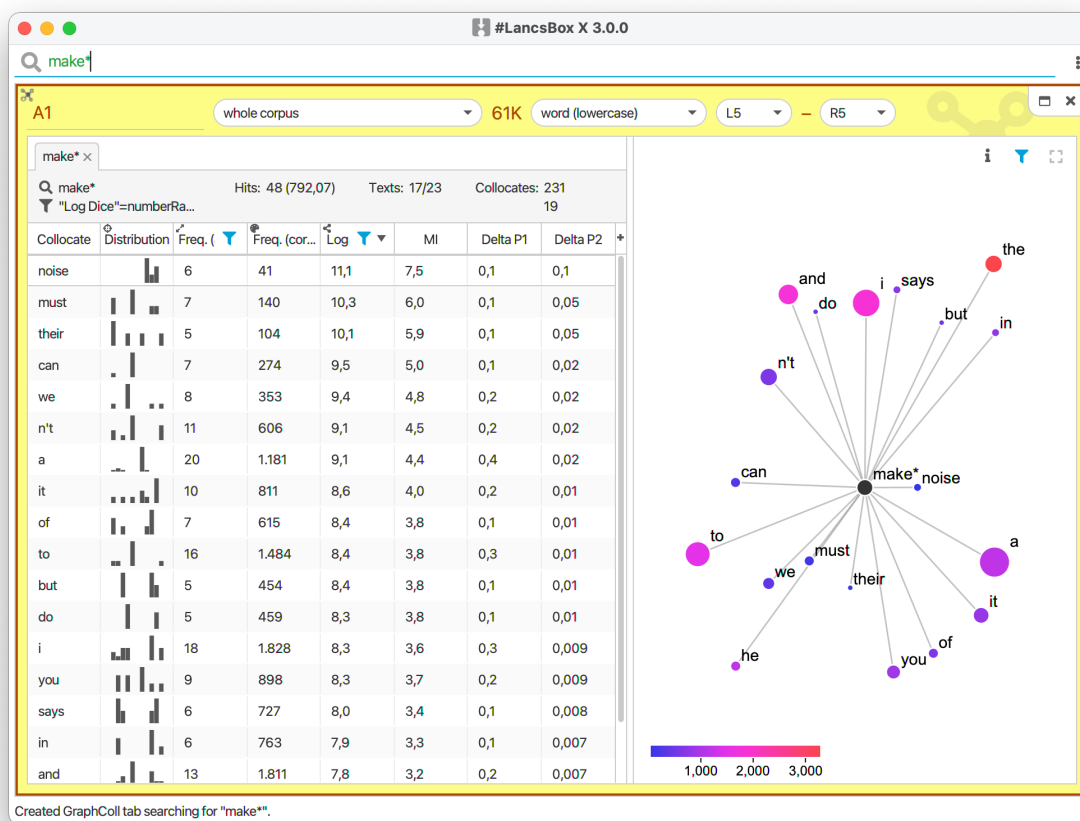 #LancsBox X 3.0.0
make*
A1 whole corpus 61K word (lowercase) L5 – R5
make*
make* Hits: 48 (792,07) Texts: 17/23 Collocates: 231
"Log Dice"=numberRa... 19
Collocate Distribution Freq. ( Freq. (cor... Log MI Delta P1 Delta P2 +
noise 6 41 11,1 7,5 0,1 0,1
must 7 140 10,3 6,0 0,1 0,05
their 5 104 10,1 5,9 0,1 0,05
can 7 274 9,5 5,0 0,1 0,02
we 8 353 9,4 4,8 0,2 0,02
n't 11 606 9,1 4,5 0,2 0,02
a 20 1.181 9,1 4,4 0,4 0,02
it 10 811 8,6 4,0 0,2 0,01
of 7 615 8,4 3,8 0,1 0,01
to 16 1.484 8,4 3,8 0,3 0,01
but 5 454 8,4 3,8 0,1 0,01
do 5 459 8,3 3,8 0,1 0,01
i 18 1.828 8,3 3,6 0,3 0,009
you 9 898 8,3 3,7 0,2 0,009
says 6 727 8,0 3,4 0,1 0,008
in 6 763 7,9 3,3 0,1 0,007
and 13 1.811 7,8 3,2 0,2 0,007
the
and
i
says
do
but
in
n't
can
make*
noise
to
a
must
we
their
it
of
he
you
1,000 2,000 3,000
Created GraphColl tab searching for "make*".